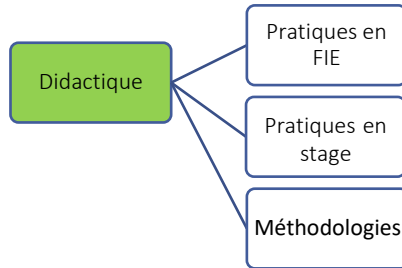 Didactique
Pratiques en
FIE
Pratiques en
stage
Méthodologies